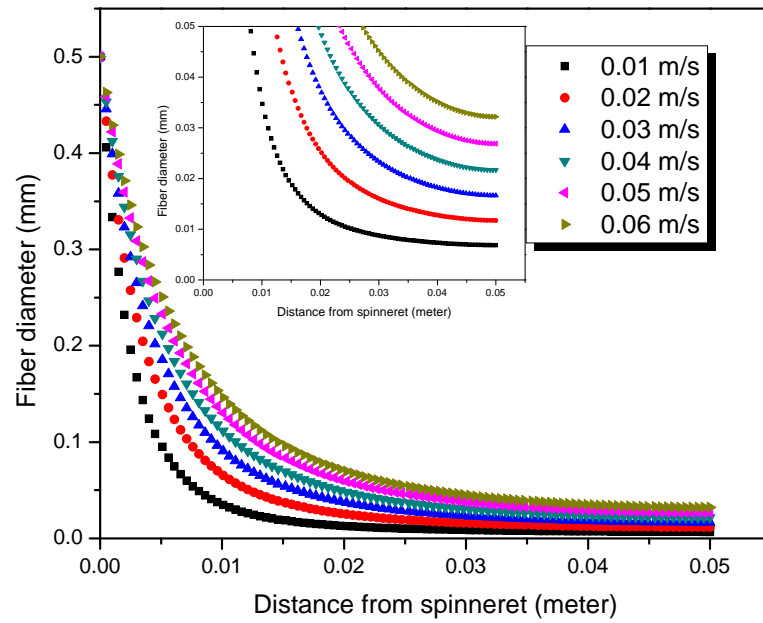 0.5
0.4
0.3
0.2
0.1
0.0
Fiber diameter (mm)
0.00
0.01
0.02
0.03
0.04
0.05
Distance from spinneret (meter)
0.05
0.04
0.03
0.02
0.01
0.00
Fiber diameter (mm)
0.00
0.01
0.02
0.03
0.04
0.05
Distance from spinneret (meter)
0.01 m/s
0.02 m/s
0.03 m/s
0.04 m/s
0.05 m/s
0.06 m/s